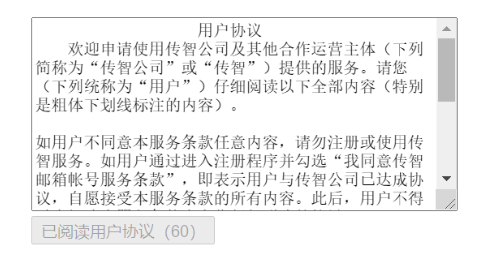 用户协议
欢迎申请使用传智公司及其他合作运营主体（下列
简称为“传智公司”或“传智”）提供的服务。请您
（下列统称为“用户”）仔细阅读以下全部内容（特别
是粗体下划线标注的内容）。
如用户不同意本服务条款任意内容，请勿注册或使用传
智服务。如用户通过进入注册程序并勾选“我同意传智
邮箱帐号服务条款”，即表示用户与传智公司已达成协
议，自愿接受本服务条款的所有内容。此后，用户不得
已阅读用户协议（60）